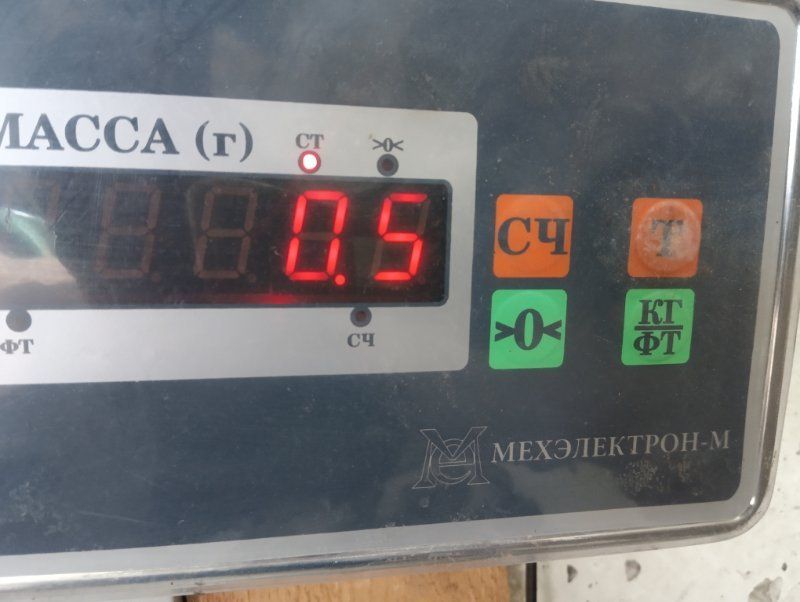 МАССА (г)
СТ >0<
0.5
ФТ СЧ
СЧ Т
>0< КГ
ФТ
МЕХЭЛЕКТРОН-М